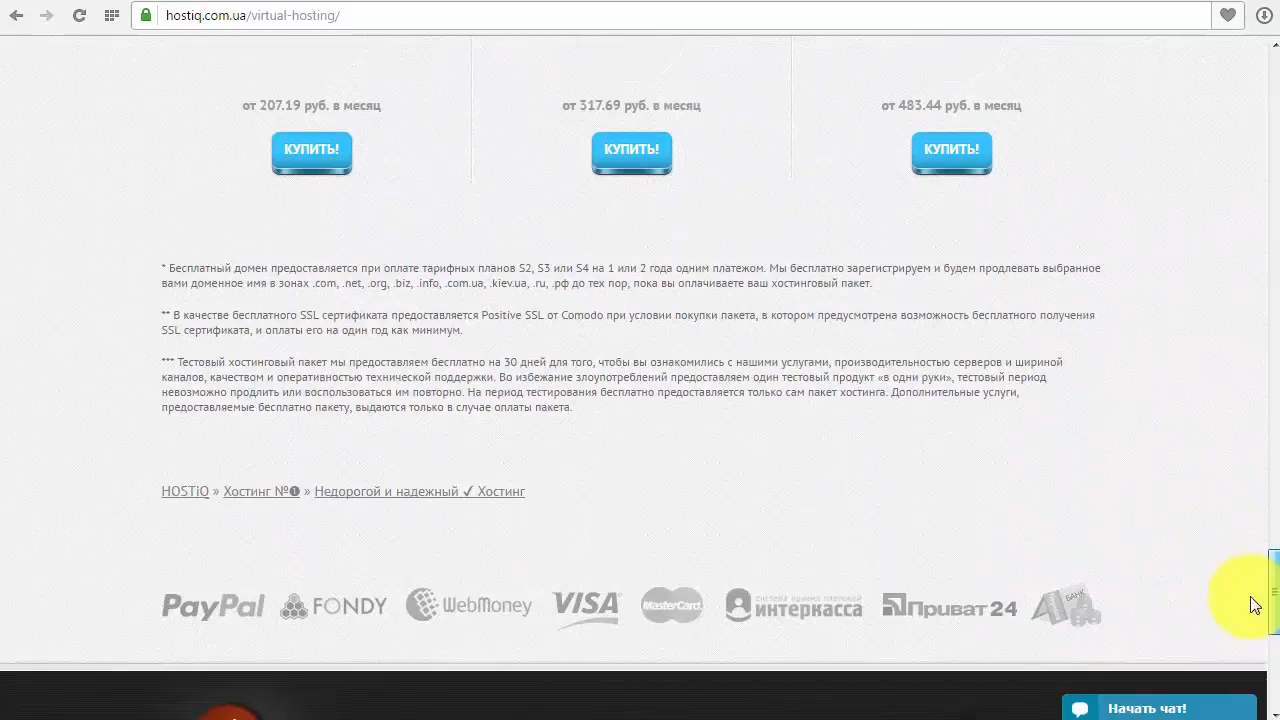 hostiq.com.ua/virtual-hosting/
от 207.19 руб. в месяц
от 317.69 руб. в месяц
от 483.44 руб. в месяц
КУПИТЬ!
КУПИТЬ!
КУПИТЬ!
* Бесплатный домен предоставляется при оплате тарифных планов S2, S3 или S4 на 1 или 2 года одним платежом. Мы бесплатно зарегистрируем и будем продлевать выбранное
вами доменное имя в зонах .com, .net, .org, .biz, .info, .com.ua, .kiev.ua, .ru, .рф до тех пор, пока вы оплачиваете ваш хостинговый пакет.
** В качестве бесплатного SSL сертификата предоставляется Positive SSL от Comodo при условии покупки пакета, в котором предусмотрена возможность бесплатного получения
SSL сертификата, и оплаты его на один год как минимум.
*** Тестовый хостинговый пакет мы предоставляем бесплатно на 30 дней для того, чтобы вы ознакомились с нашими услугами, производительностью серверов и шириной
каналов, качеством и оперативностью технической поддержки. Во избежание злоупотреблений предоставляем один тестовый продукт «в одни руки», тестовый период
невозможно продлить или воспользоваться им повторно. На период тестирования бесплатно предоставляется только сам пакет хостинга. Дополнительные услуги,
предоставляемые бесплатно пакету, выдаются только в случае оплаты пакета.
HOSTiQ » Хостинг №❶ » Недорогой и надежный ✔ Хостинг
PayPal FONDY WebMoney VISA MasterCard система приема платежей интеркасса Приват 24 БАНК
Начать чат!